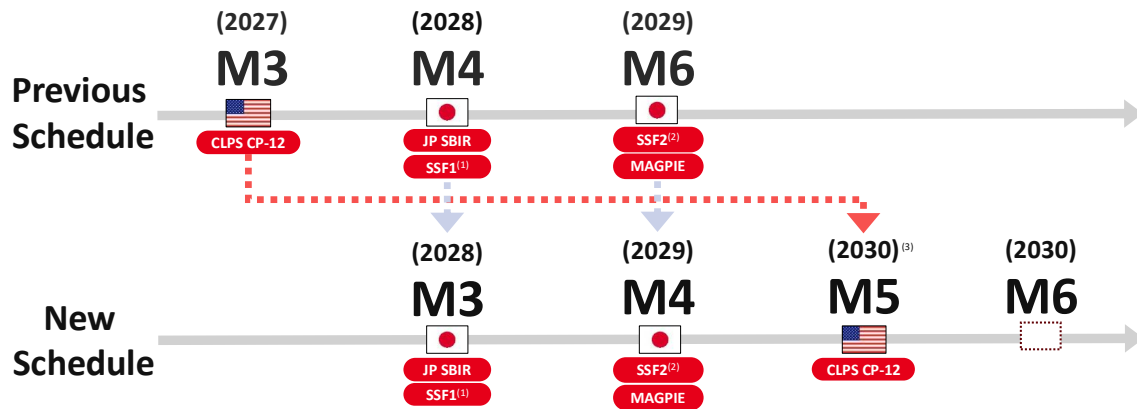 (2027) (2028) (2029)
M3 M4 M6
Previous
Schedule
CLPS CP-12 JP SBIR SSF2(2)
SSF1(1) MAGPIE
(2028) (2029) (2030)(3) (2030)
M3 M4 M5 M6
New
Schedule
JP SBIR SSF2(2) CLPS CP-12
SSF1(1) MAGPIE